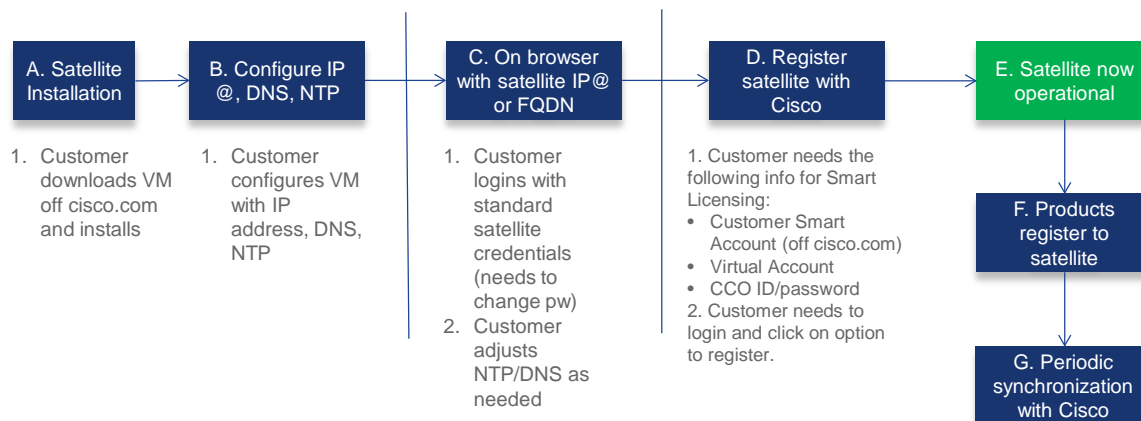 A. Satellite
Installation
B. Configure IP
@, DNS, NTP
C. On browser
with satellite IP@
or FQDN
D. Register
satellite with
Cisco
E. Satellite now
operational
1. Customer
downloads VM
off cisco.com
and installs
1. Customer
configures VM
with IP
address, DNS,
NTP
1. Customer
logins with
standard
satellite
credentials
(needs to
change pw)
2. Customer
adjusts
NTP/DNS as
needed
1. Customer needs the
following info for Smart
Licensing:
• Customer Smart
Account (off cisco.com)
• Virtual Account
• CCO ID/password
2. Customer needs to
login and click on option
to register.
F. Products
register to
satellite
G. Periodic
synchronization
with Cisco